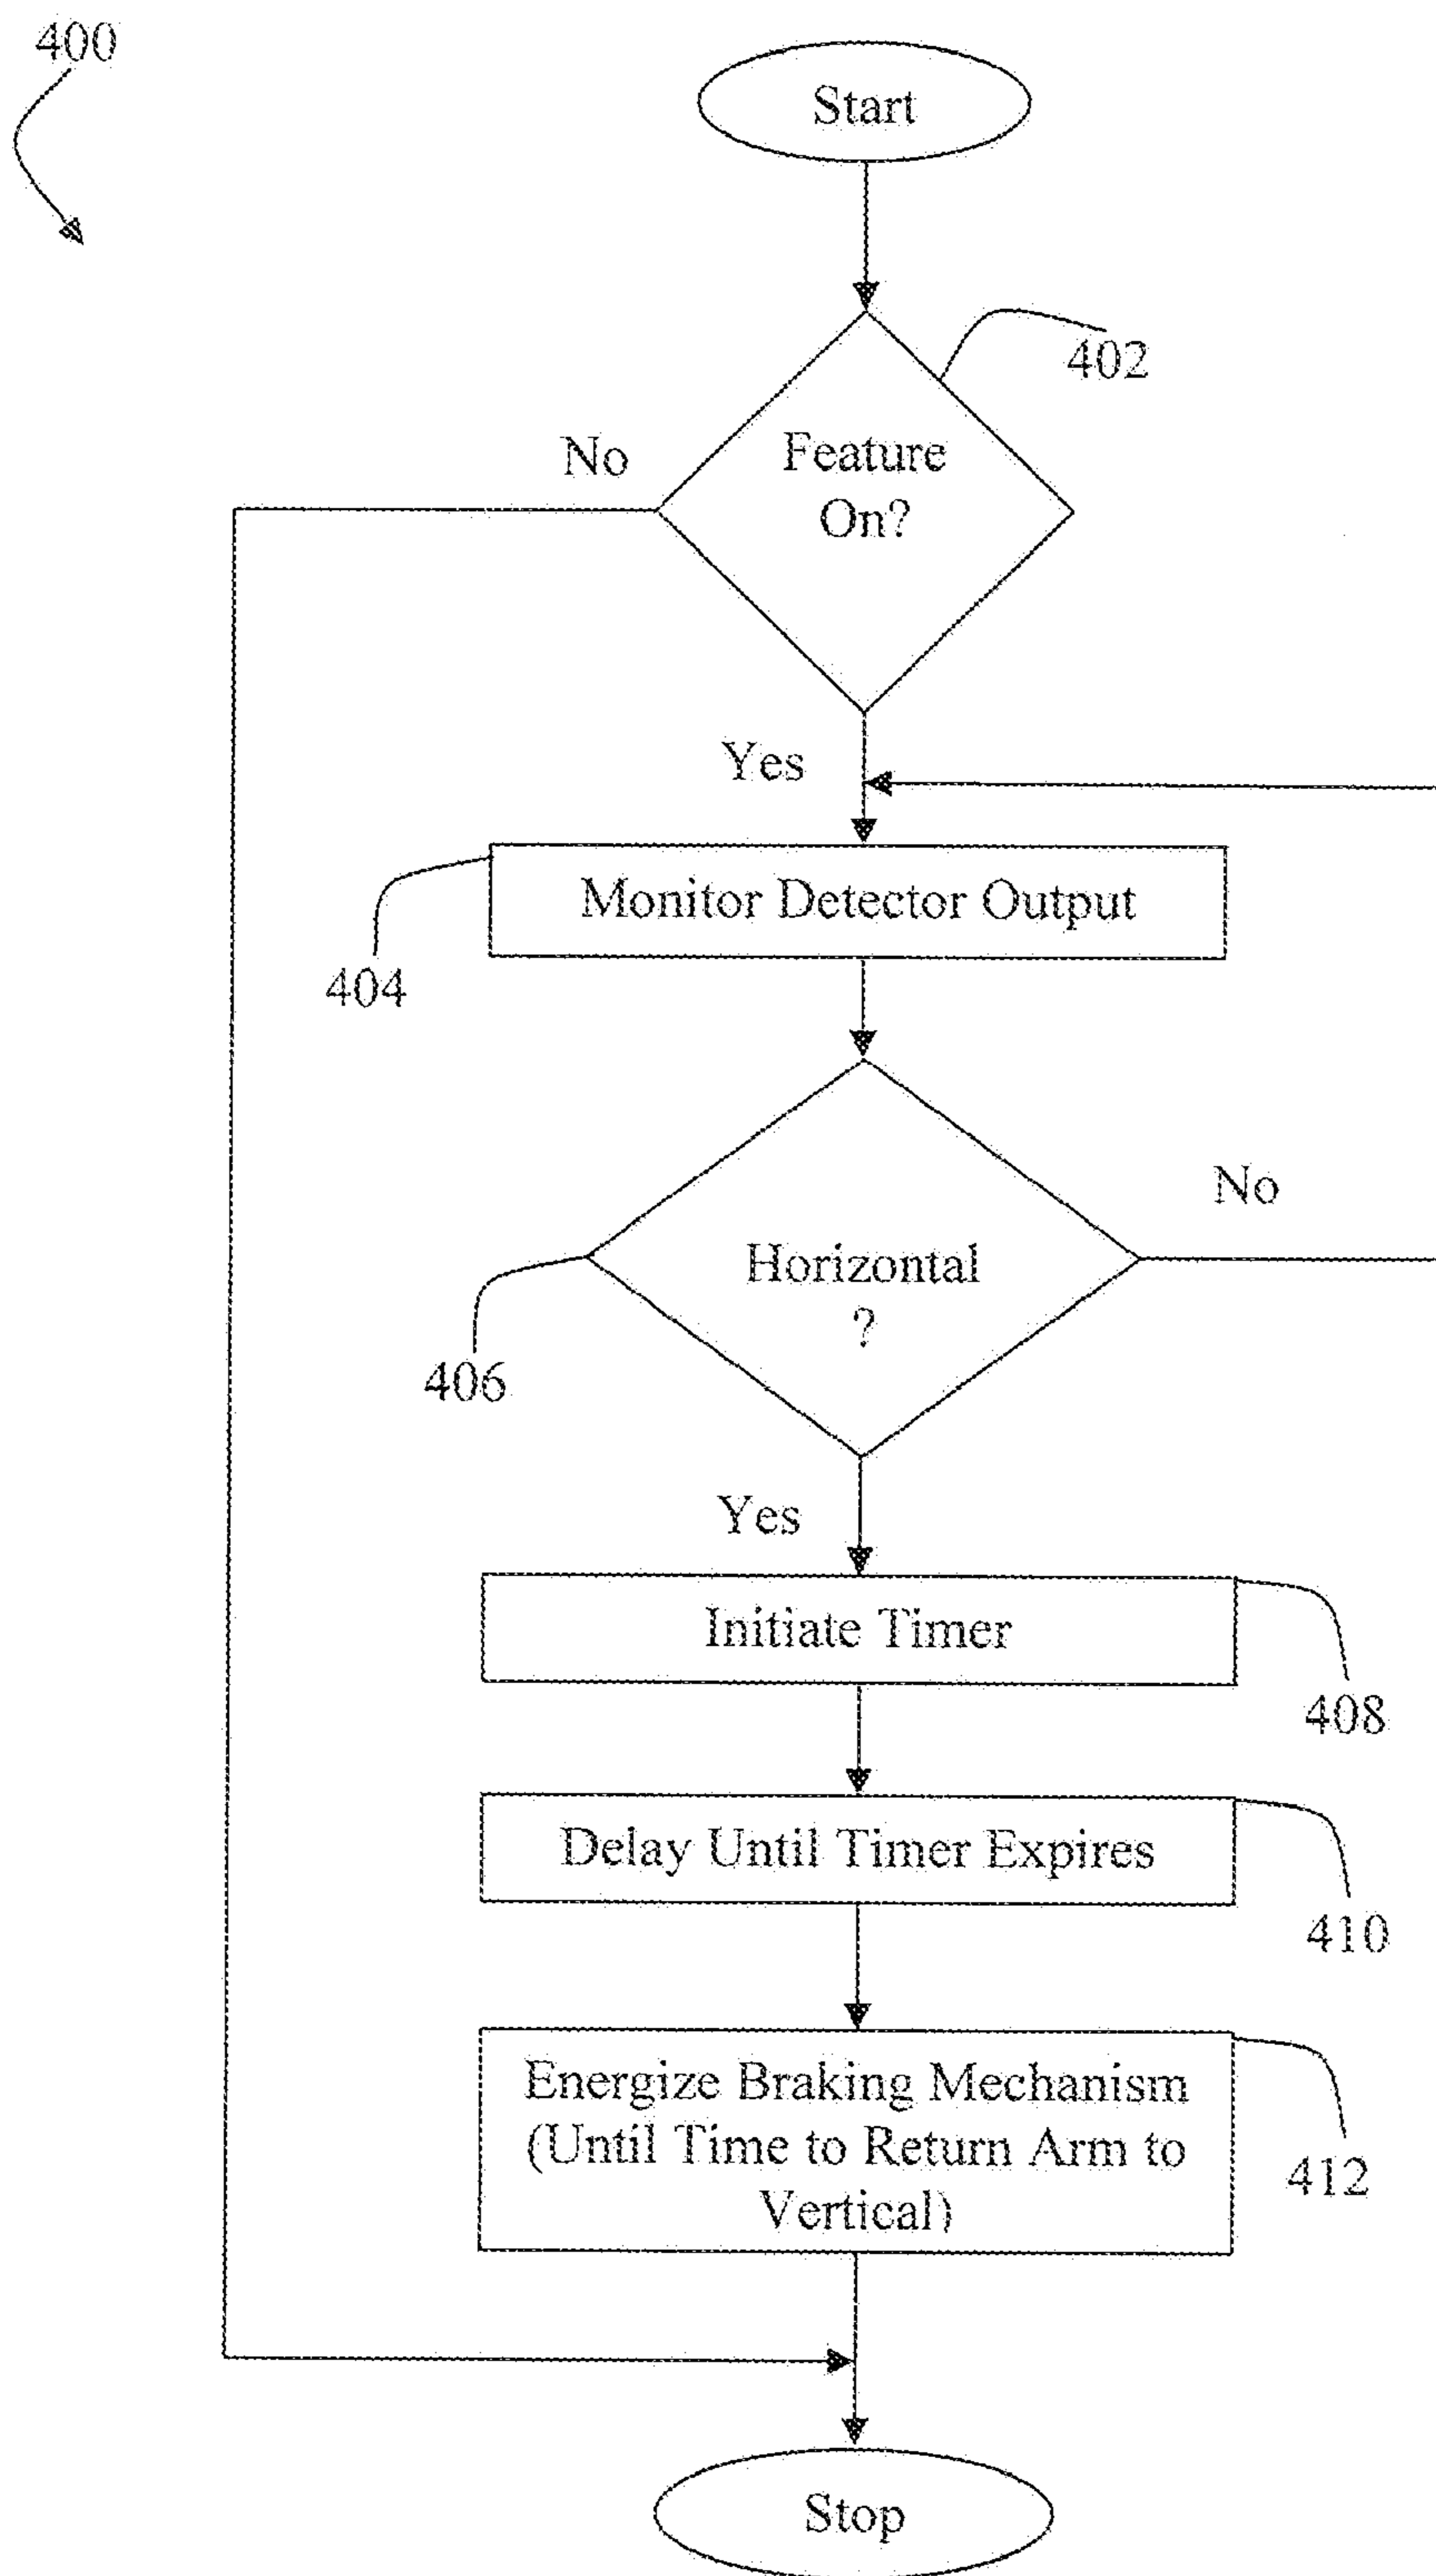 400
Start
402
No
Feature
On?
Yes
Monitor Detector Output
404
No
Horizontal
?
406
Yes
Initiate Timer
408
Delay Until Timer Expires
410
Energize Braking Mechanism
(Until Time to Return Arm to
Vertical)
412
Stop